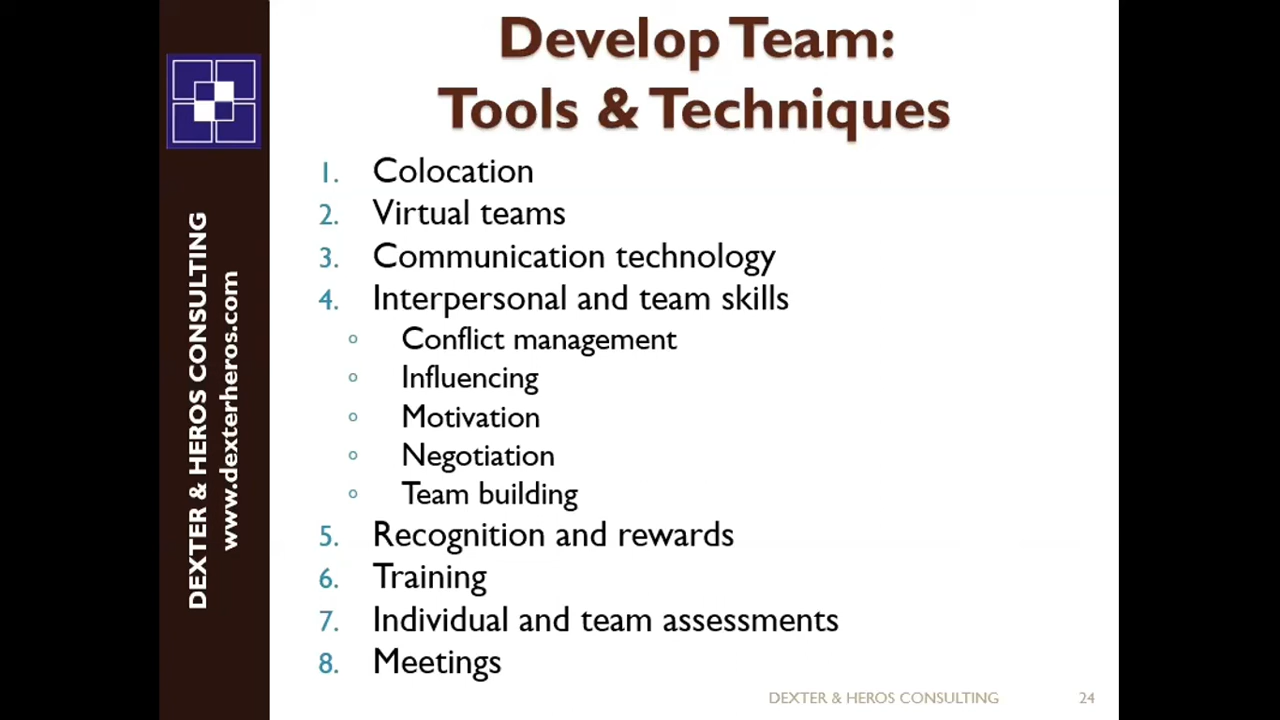 Develop Team:
Tools & Techniques
1. Colocation
2. Virtual teams
3. Communication technology
4. Interpersonal and team skills
o Conflict management
o Influencing
o Motivation
o Negotiation
o Team building
5. Recognition and rewards
6. Training
7. Individual and team assessments
8. Meetings
DEXTER & HEROS CONSULTING
www.dexterheros.com
DEXTER & HEROS CONSULTING 24